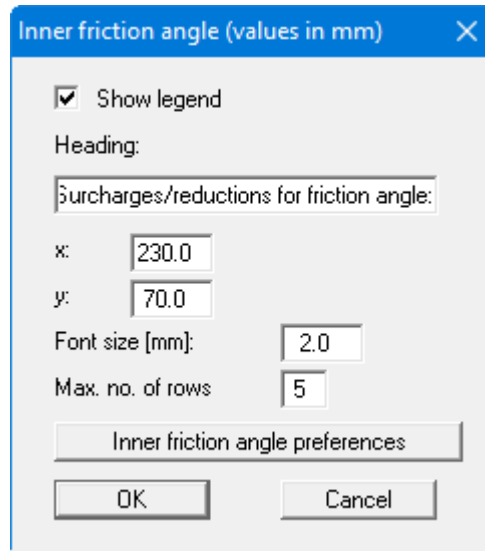 Inner friction angle (values in mm)
Show legend
Heading:
Surcharges/reductions for friction angle:
x: 230.0
y: 70.0
Font size [mm]: 2.0
Max. no. of rows 5
Inner friction angle preferences
OK Cancel